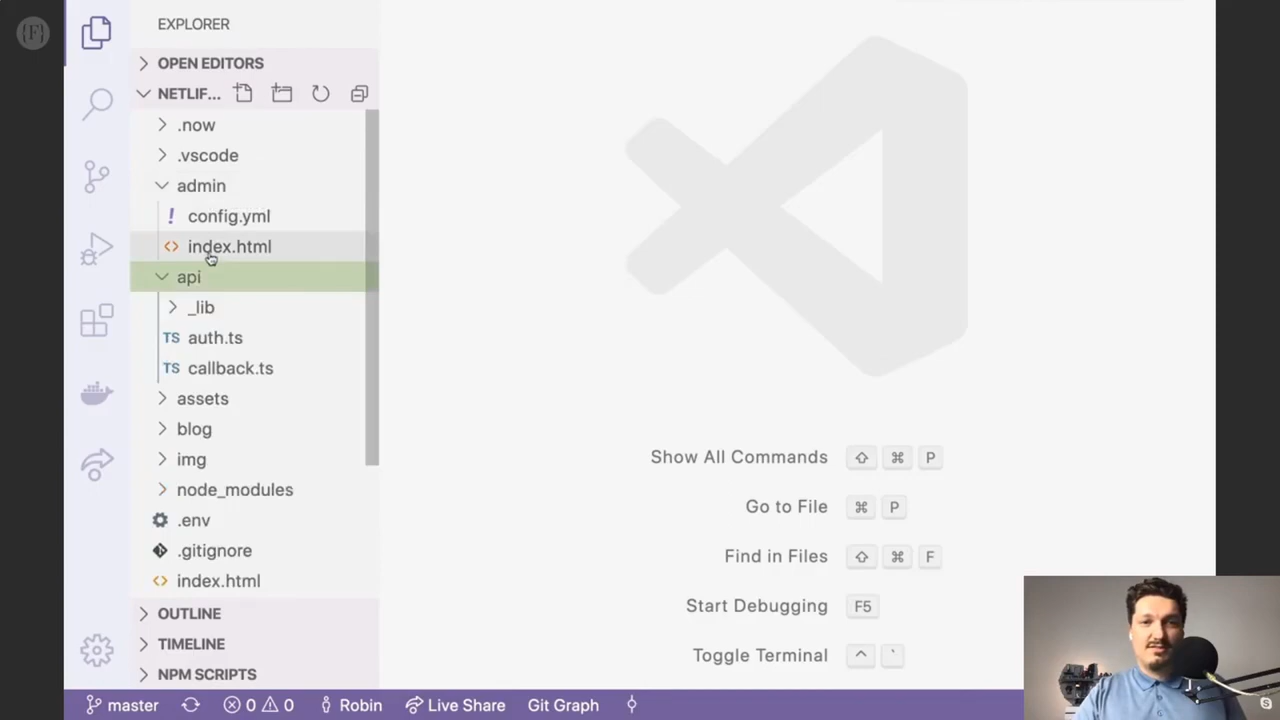 {F}
EXPLORER
OPEN EDITORS
NETLIF...
.now
.vscode
admin
! config.yml
<> index.html
api
_lib
TS auth.ts
TS callback.ts
assets
blog
img
node_modules
.env
.gitignore
<> index.html
OUTLINE
TIMELINE
NPM SCRIPTS
Show All Commands ⇧ ⌘ P
Go to File ⌘ P
Find in Files ⇧ ⌘ F
Start Debugging F5
Toggle Terminal ^ `
master 0 0 Robin Live Share Git Graph